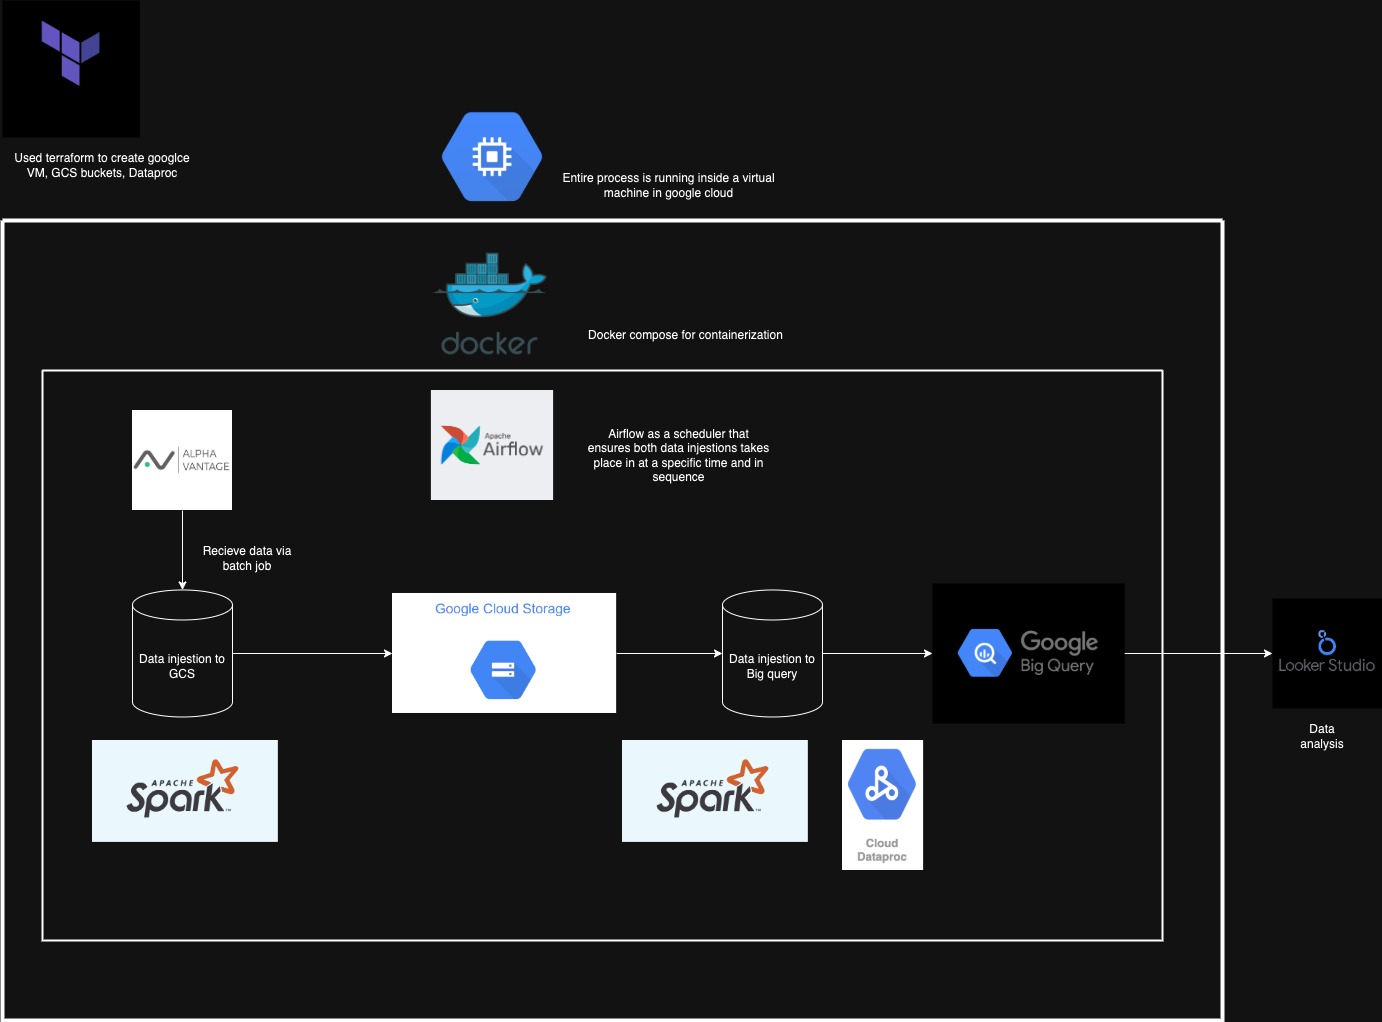 Used terraform to create googlce
VM, GCS buckets, Dataproc
Entire process is running inside a virtual
machine in google cloud
docker
Docker compose for containerization
ALPHA
VANTAGE
Apache
Airflow
Airflow as a scheduler that
ensures both data injestions takes
place in at a specific time and in
sequence
Recieve data via
batch job
Data injestion to
GCS
Google Cloud Storage
Data injestion to
Big query
Google
Big Query
Looker Studio
Data
analysis
APACHE
Spark™
APACHE
Spark™
Cloud
Dataproc